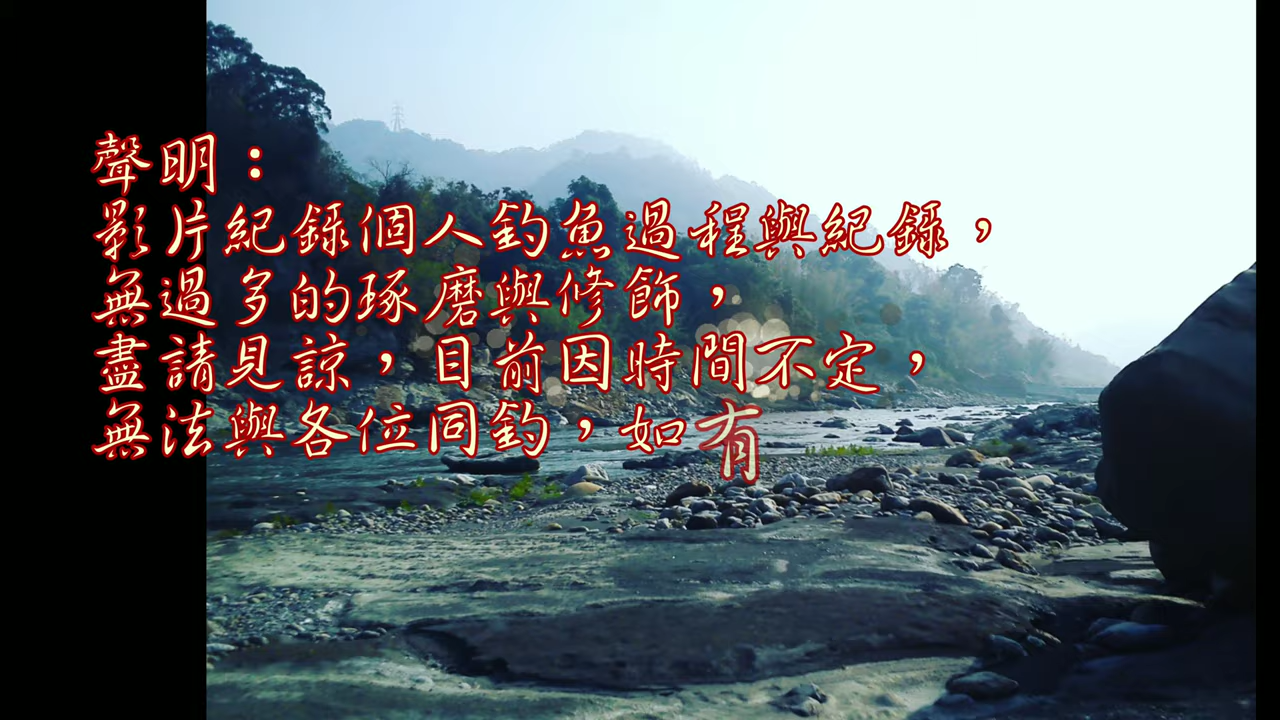 聲明：
影片紀錄個人釣魚過程與紀錄，
無過多的琢磨與修飾，
盡請見諒，目前因時間不定，
無法與各位同釣，如有